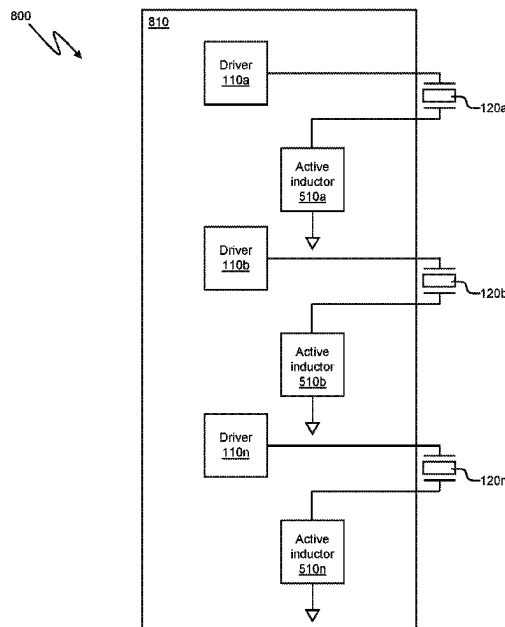 800
810
Driver
110a
120a
Active
inductor
510a
Driver
110b
120b
Active
inductor
510b
Driver
110n
120n
Active
inductor
510n